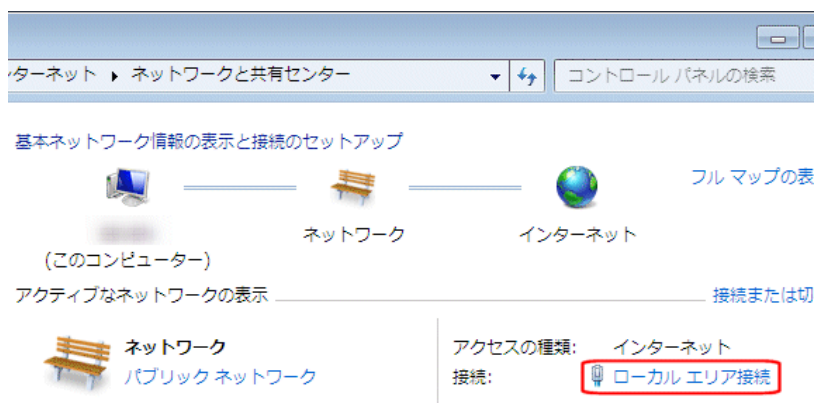 ターネット ▸ ネットワークと共有センター
コントロール パネルの検索
基本ネットワーク情報の表示と接続のセットアップ
フル マップの表
ネットワーク
インターネット
(このコンピューター)
アクティブなネットワークの表示
接続または切
ネットワーク
アクセスの種類: インターネット
パブリック ネットワーク
接続: ローカル エリア接続